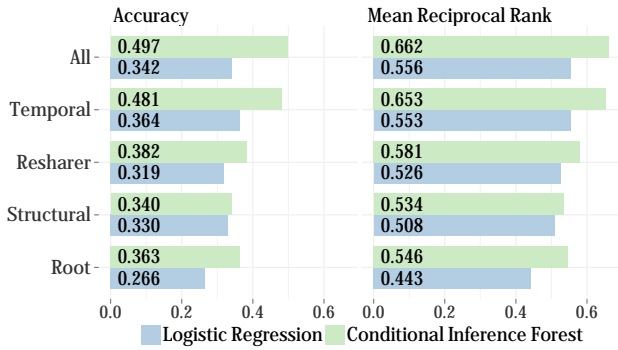 Accuracy Mean Reciprocal Rank
All 0.497 0.662
0.342 0.556
Temporal 0.481 0.653
0.364 0.553
Resharer 0.382 0.581
0.319 0.526
Structural 0.340 0.534
0.330 0.508
Root 0.363 0.546
0.266 0.443
0.0 0.2 0.4 0.6 0.0 0.2 0.4 0.6
Logistic Regression Conditional Inference Forest